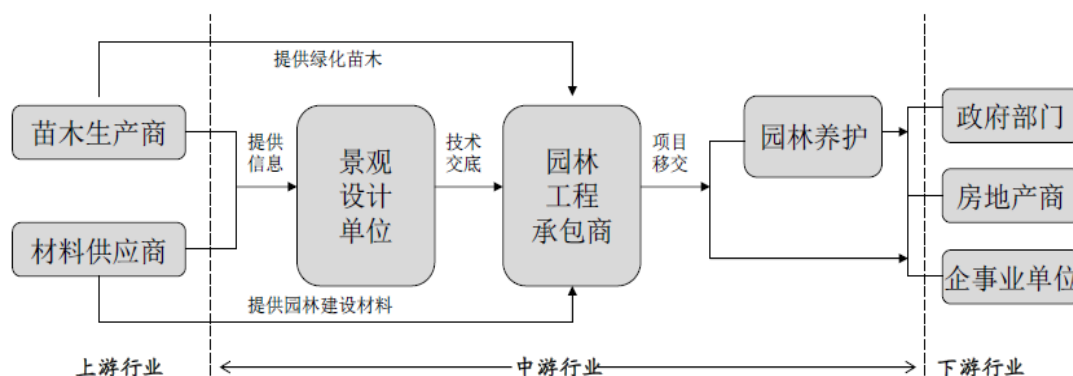 提供绿化苗木
苗木生产商
材料供应商
提供
信息
景观
设计
单位
技术
交底
园林
工程
承包商
项目
移交
园林养护
政府部门
房地产商
企事业单位
提供园林建设材料
上游行业
中游行业
下游行业